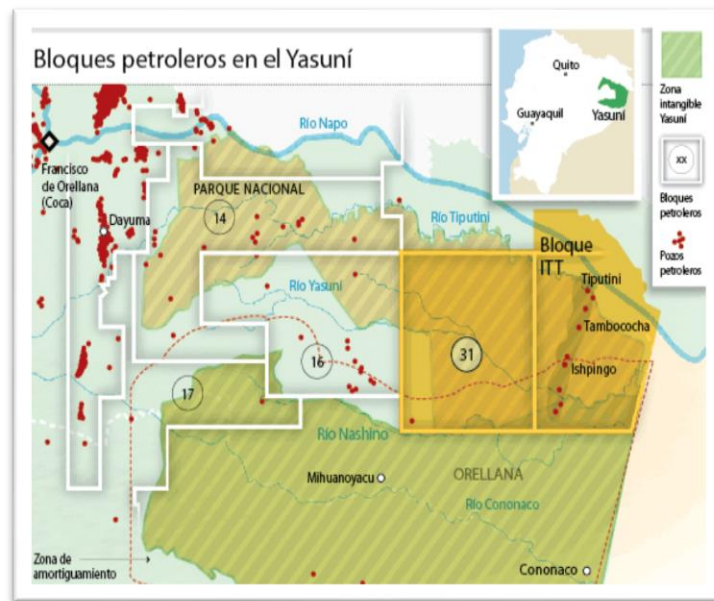 Bloques petroleros en el Yasuní
Quito
Guayaquil
Yasuní
Zona
intangible
Yasuní
xx
Bloques
petroleros
Pozos
petroleros
Río Napo
Francisco
de Orellana
(Coca)
PARQUE NACIONAL
14
Dayuma
Río Tiputini
Bloque
ITT
Tiputini
Río Yasuní
Tambococha
16
31
Ishpingo
17
Río Nashino
Mihuanoyacu
ORELLANA
Río Cononaco
Zona de
amortiguamiento
Cononaco